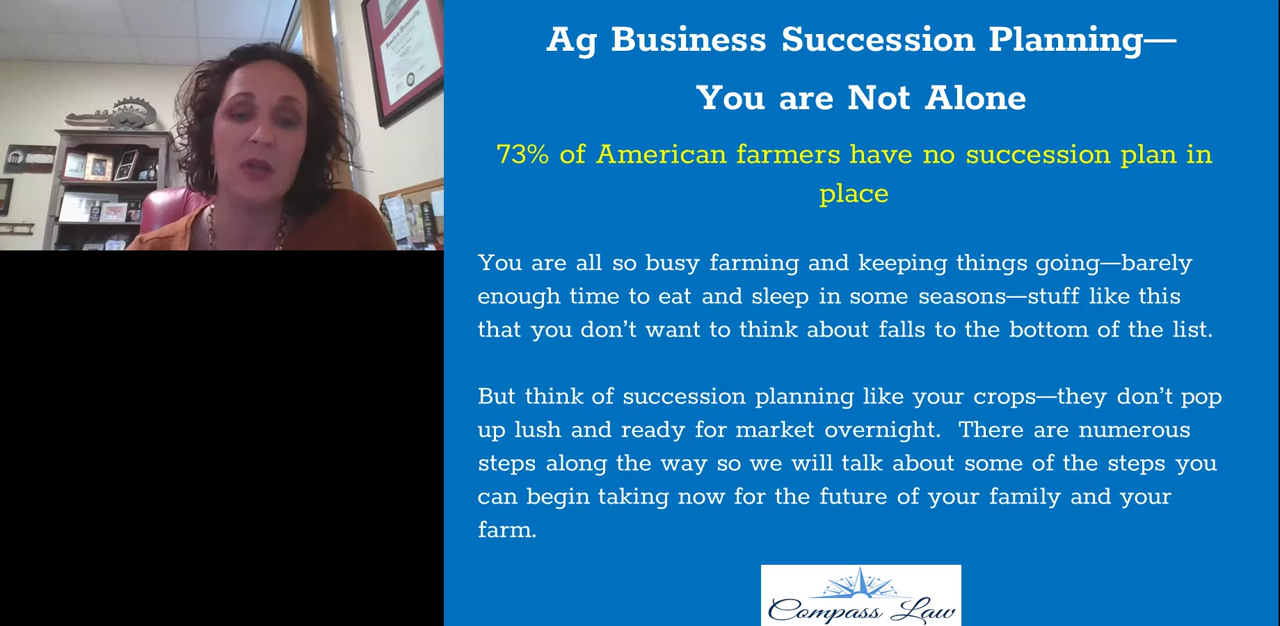 Ag Business Succession Planning—
You are Not Alone
73% of American farmers have no succession plan in
place
You are all so busy farming and keeping things going—barely
enough time to eat and sleep in some seasons—stuff like this
that you don’t want to think about falls to the bottom of the list.
But think of succession planning like your crops—they don’t pop
up lush and ready for market overnight.  There are numerous
steps along the way so we will talk about some of the steps you
can begin taking now for the future of your family and your
farm.
Compass Law